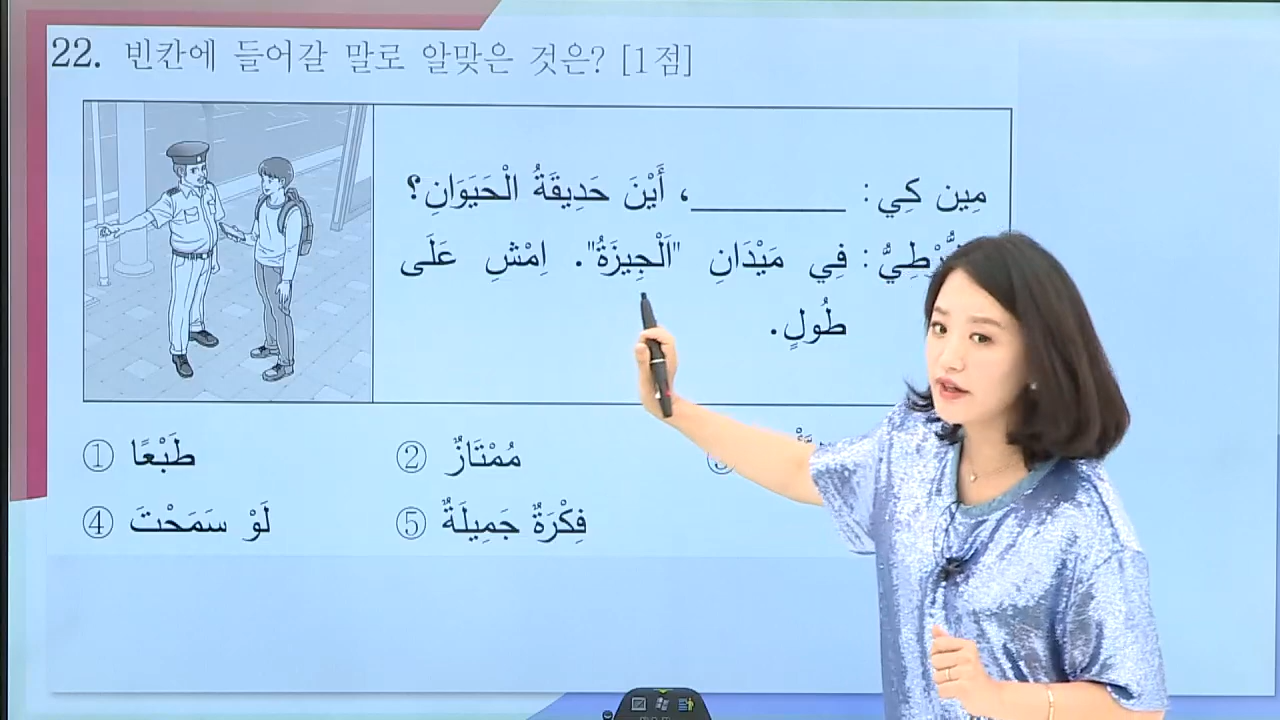 22. 빈칸에 들어갈 말로 알맞은 것은? [1점]
مِين كِي: ________، أَيْنَ حَدِيقَةُ الْحَيَوَانِ؟
: فِي مَيْدَانِ "اَلْجِيزَةُ". اِمْشِ عَلَى
طُولٍ.
① طَبْعًا ② مُمْتَازٌ ③
④ لَوْ سَمَحْتَ ⑤ فِكْرَةٌ جَمِيلَةٌ